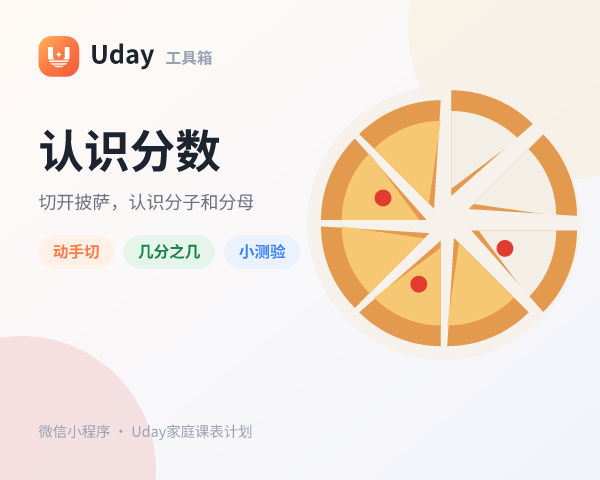 Uday 工具箱
认识分数
切开披萨，认识分子和分母
动手切 几分之几 小测验
微信小程序 · Uday家庭课表计划